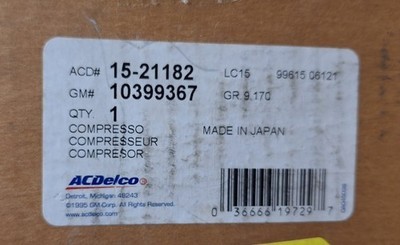 ACD# 15-21182 LC15 99615 06121
GM# 10399367 GR 9.170
QTY. 1
COMPRESSO MADE IN JAPAN
COMPRESSEUR
COMPRESOR
ACDelco
Detroit, Michigan 48243
©1995 GM Corp. All Rights Reserved.
www.acdelco.com
0 36666 19729 7